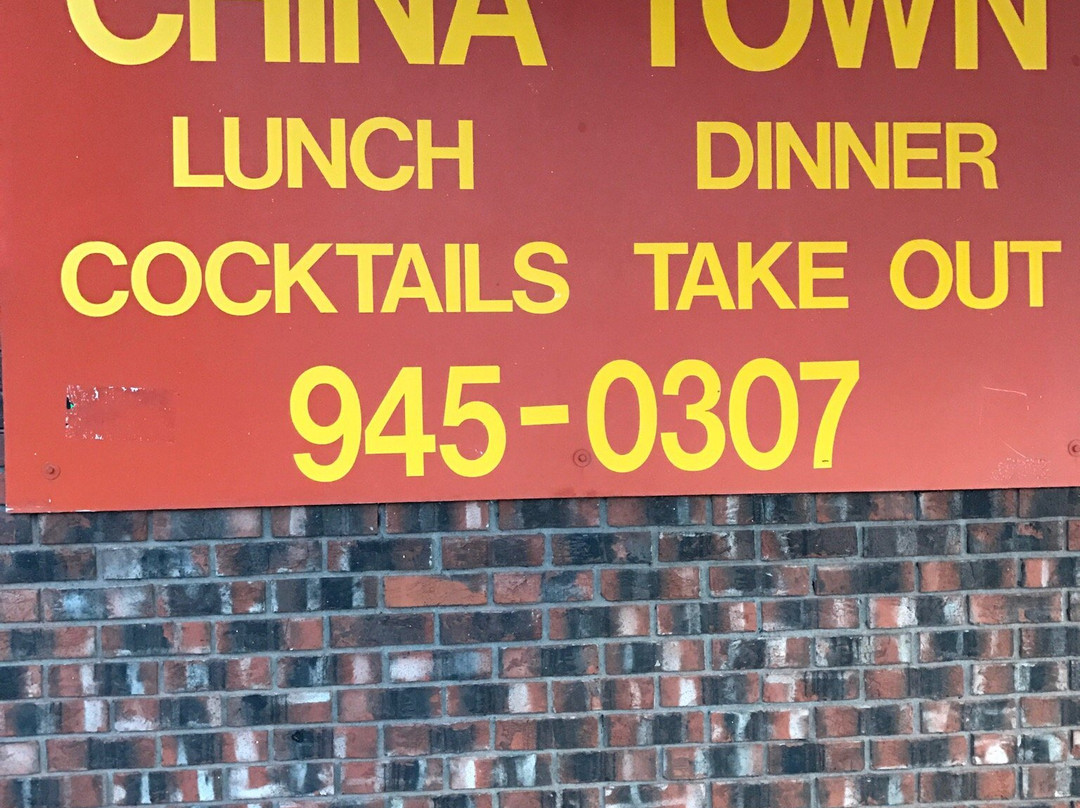 CHINA TOWN
LUNCH DINNER
COCKTAILS TAKE OUT
945-0307